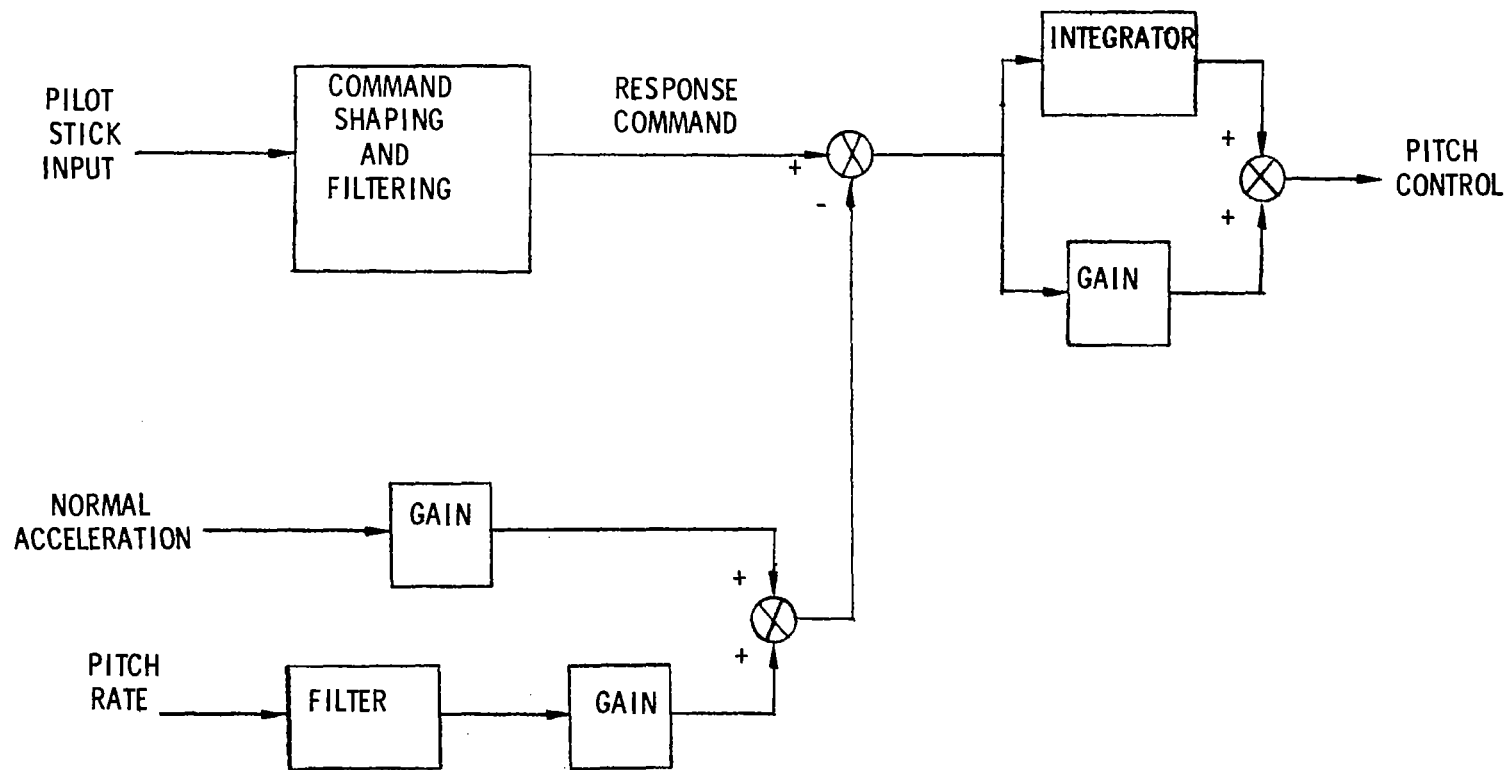 INTEGRATOR
PILOT
STICK
INPUT
COMMAND
SHAPING
AND
FILTERING
RESPONSE
COMMAND
+
-
+
+
PITCH
CONTROL
GAIN
NORMAL
ACCELERATION
GAIN
+
+
PITCH
RATE
FILTER
GAIN